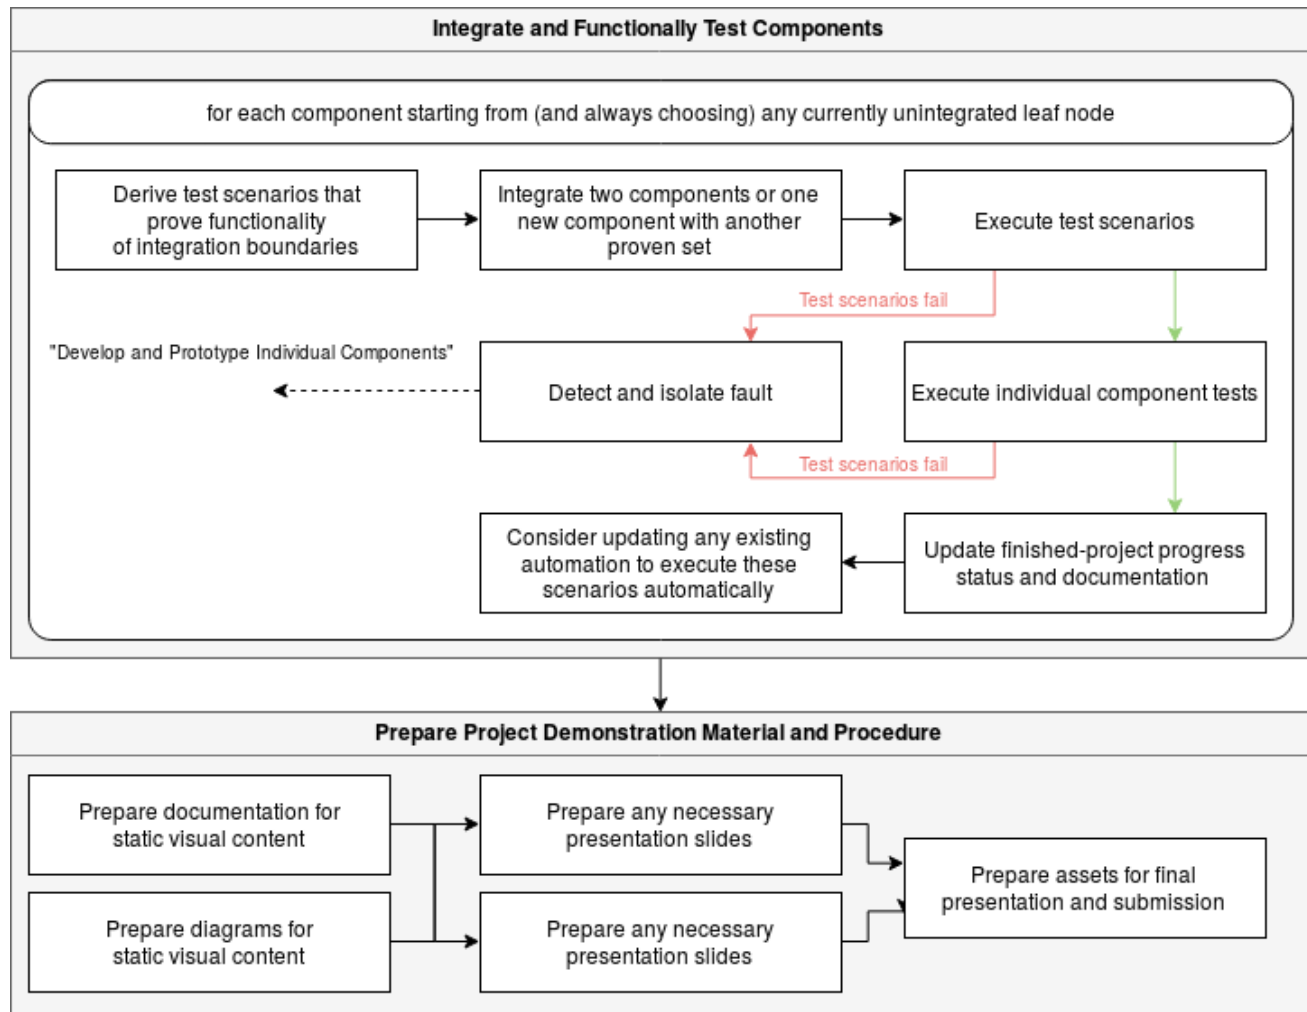 Integrate and Functionally Test Components
for each component starting from (and always choosing) any currently unintegrated leaf node
Derive test scenarios that
prove functionality
of integration boundaries
Integrate two components or one
new component with another
proven set
Execute test scenarios
Test scenarios fail
"Develop and Prototype Individual Components"
Detect and isolate fault
Execute individual component tests
Test scenarios fail
Consider updating any existing
automation to execute these
scenarios automatically
Update finished-project progress
status and documentation
Prepare Project Demonstration Material and Procedure
Prepare documentation for
static visual content
Prepare any necessary
presentation slides
Prepare assets for final
presentation and submission
Prepare diagrams for
static visual content
Prepare any necessary
presentation slides